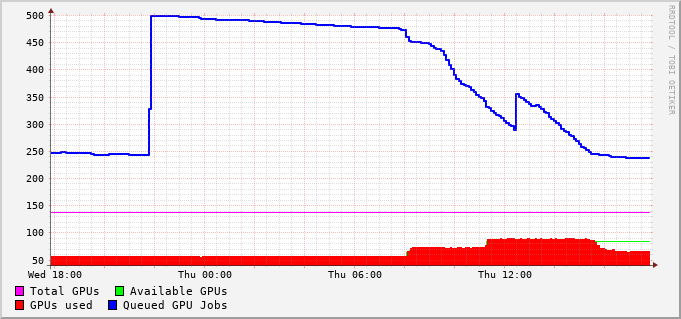 500
450
400
350
300
250
200
150
100
50
Wed 18:00 Thu 00:00 Thu 06:00 Thu 12:00
Total GPUs Available GPUs
GPUs used Queued GPU Jobs
RRDTOOL / TOBI OETIKER